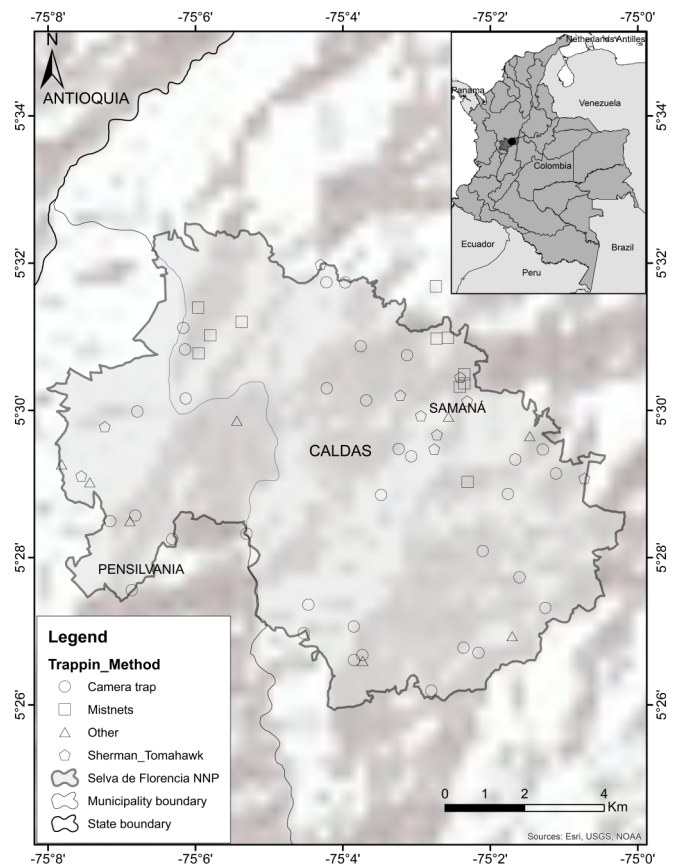 -75°8' -75°6' -75°4' -75°2' -75°0'
N
ANTIOQUIA
Netherlands Antilles
Panama
Venezuela
Colombia
Ecuador
Brazil
Peru
5°34' 5°34'
5°32' 5°32'
5°30' 5°30'
SAMANÁ
CALDAS
5°28' 5°28'
PENSILVANIA
5°26' 5°26'
Legend
Trappin_Method
Camera trap
Mistnets
Other
Sherman_Tomahawk
Selva de Florencia NNP
Municipality boundary
State boundary
0 1 2 4
Km
Sources: Esri, USGS, NOAA
-75°8' -75°6' -75°4' -75°2' -75°0'